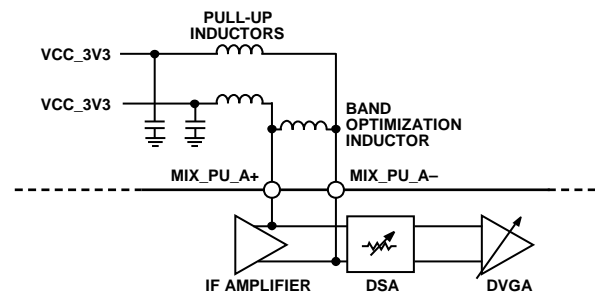 PULL-UP
INDUCTORS
VCC_3V3
VCC_3V3
BAND
OPTIMIZATION
INDUCTOR
MIX_PU_A+
MIX_PU_A–
IF AMPLIFIER
DSA
DVGA